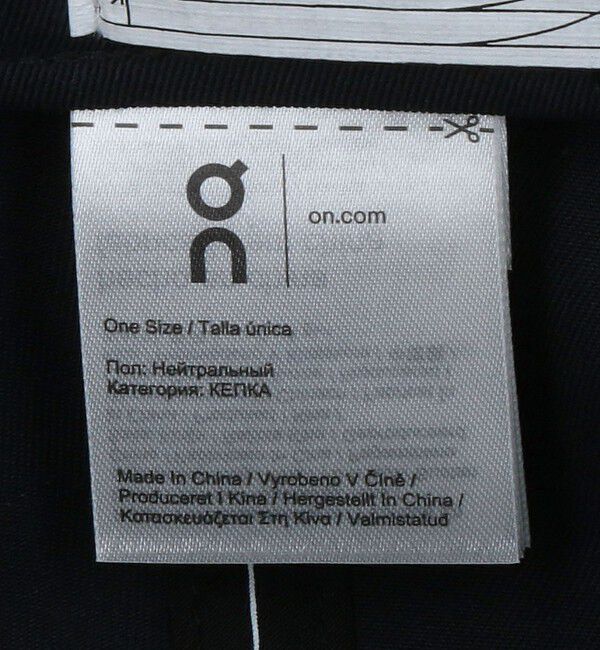 on
on.com
One Size / Talla única
Пол: Нейтральный
Категория: КЕПКА
Made In China / Vyrobeno V Číně /
Produceret I Kina / Hergestellt In China /
Κατασκευάζεται Στη Κίνα / Valmistatud